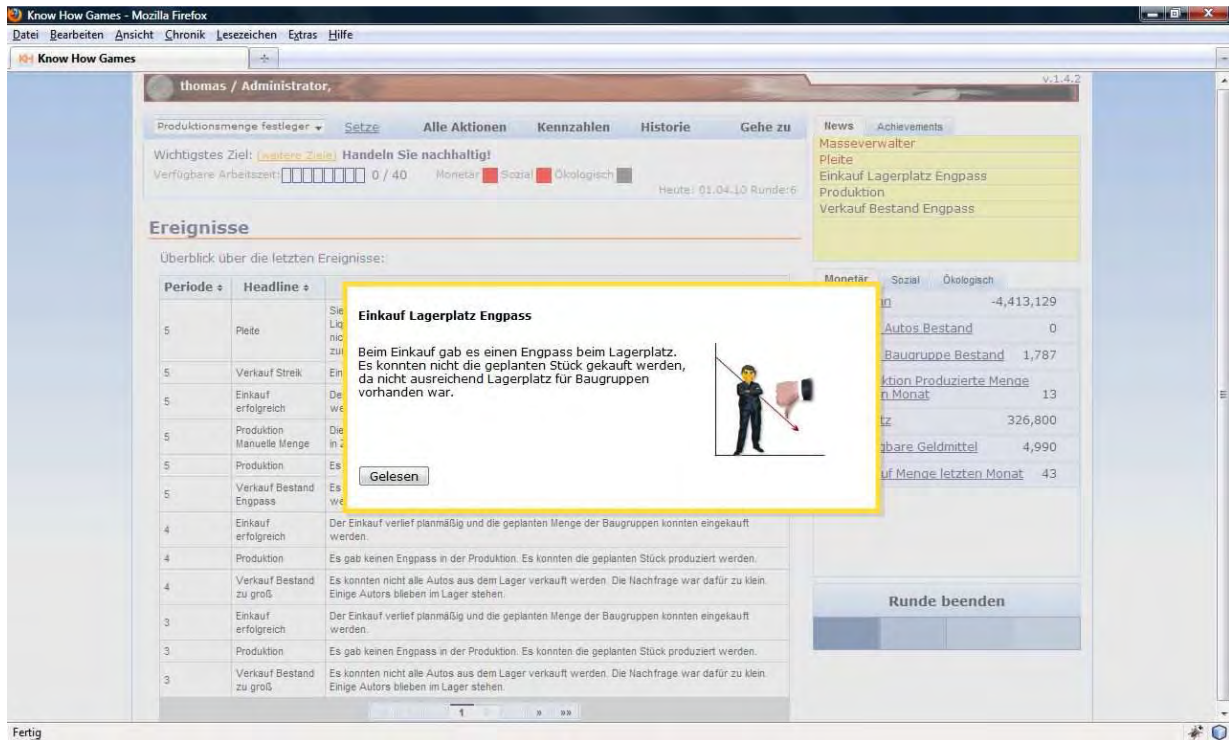 Know How Games - Mozilla Firefox
Datei Bearbeiten Ansicht Chronik Lesezeichen Extras Hilfe
KH Know How Games
thomas / Administrator,
v.1.4.2
Produktionsmenge festleger Setze Alle Aktionen Kennzahlen Historie Gehe zu
Wichtigstes Ziel: (weitere Ziele) Handeln Sie nachhaltig!
Verfügbare Arbeitszeit: 0 / 40 Monetär Sozial Ökologisch
Heute: 01.04.10 Runde:6
News Achievements
Masseverwalter
Pleite
Einkauf Lagerplatz Engpass
Produktion
Verkauf Bestand Engpass
Ereignisse
Überblick über die letzten Ereignisse:
Periode Headline
5 Pleite
5 Verkauf Streik
5 Einkauf
erfolgreich
5 Produktion
Manuelle Menge
5 Produktion Es
5 Verkauf Bestand
Engpass
4 Einkauf
erfolgreich
Der Einkauf verlief planmäßig und die geplanten Menge der Baugruppen konnten eingekauft
werden.
4 Produktion Es gab keinen Engpass in der Produktion. Es konnten die geplanten Stück produziert werden.
4 Verkauf Bestand
zu groß
Es konnten nicht alle Autos aus dem Lager verkauft werden. Die Nachfrage war dafür zu klein.
Einige Autors blieben im Lager stehen.
3 Einkauf
erfolgreich
Der Einkauf verlief planmäßig und die geplanten Menge der Baugruppen konnten eingekauft
werden.
3 Produktion Es gab keinen Engpass in der Produktion. Es konnten die geplanten Stück produziert werden.
3 Verkauf Bestand
zu groß
Es konnten nicht alle Autos aus dem Lager verkauft werden. Die Nachfrage war dafür zu klein.
Einige Autors blieben im Lager stehen.
1 » »»
Einkauf Lagerplatz Engpass
Beim Einkauf gab es einen Engpass beim Lagerplatz.
Es konnten nicht die geplanten Stück gekauft werden,
da nicht ausreichend Lagerplatz für Baugruppen
vorhanden war.
Gelesen
Monetär Sozial Ökologisch
-4,413,129
Autos Bestand 0
Baugruppe Bestand 1,787
Produzierte Menge
Monat 13
326,800
Geldmittel 4,990
Menge letzten Monat 43
Runde beenden
Fertig